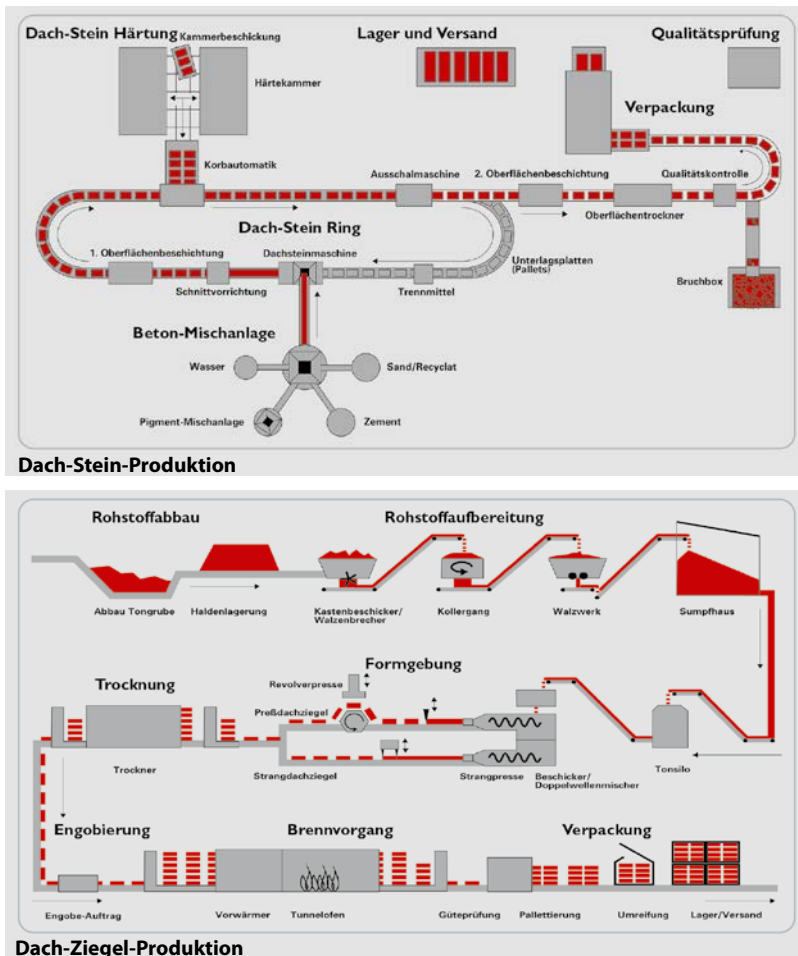 Dach-Stein Härtung
Kammerbeschickung
Härtekammer
Korbautomatik
Lager und Versand
Qualitätsprüfung
Verpackung
Ausschalmaschine
2. Oberflächenbeschichtung
Qualitätskontrolle
Oberflächentrockner
Dach-Stein Ring
1. Oberflächenbeschichtung
Dachsteinmaschine
Unterlagsplatten
(Pallets)
Schnittvorrichtung
Trennmittel
Bruchbox
Beton-Mischanlage
Wasser
Sand/Recyclat
Pigment-Mischanlage
Zement
Dach-Stein-Produktion
Rohstoffabbau
Rohstoffaufbereitung
Abbau Tongrube
Haldenlagerung
Kastenbeschicker/
Walzenbrecher
Kollergang
Walzwerk
Sumpfhaus
Formgebung
Revolverpresse
Trocknung
Preßdachziegel
Trockner
Strangdachziegel
Strangpresse
Beschicker/
Doppelwellenmischer
Tonsilo
Engobierung
Brennvorgang
Verpackung
Engobe-Auftrag
Vorwärmer
Tunnelofen
Güteprüfung
Pallettierung
Umreifung
Lager/Versand
Dach-Ziegel-Produktion